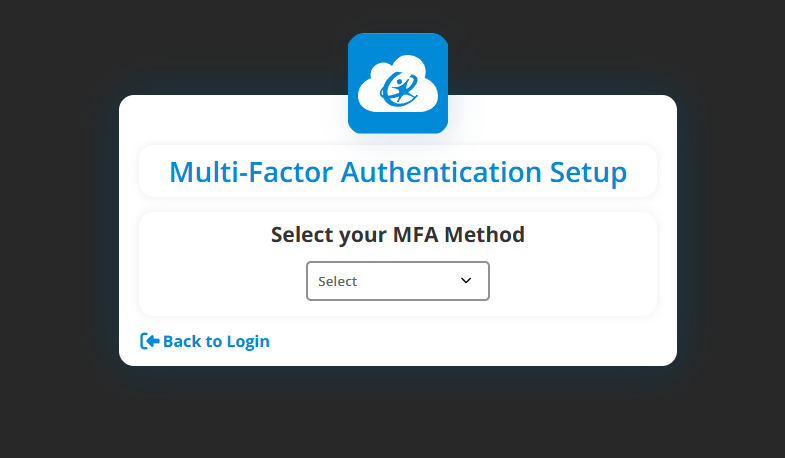 Multi-Factor Authentication Setup
Select your MFA Method
Select
Back to Login